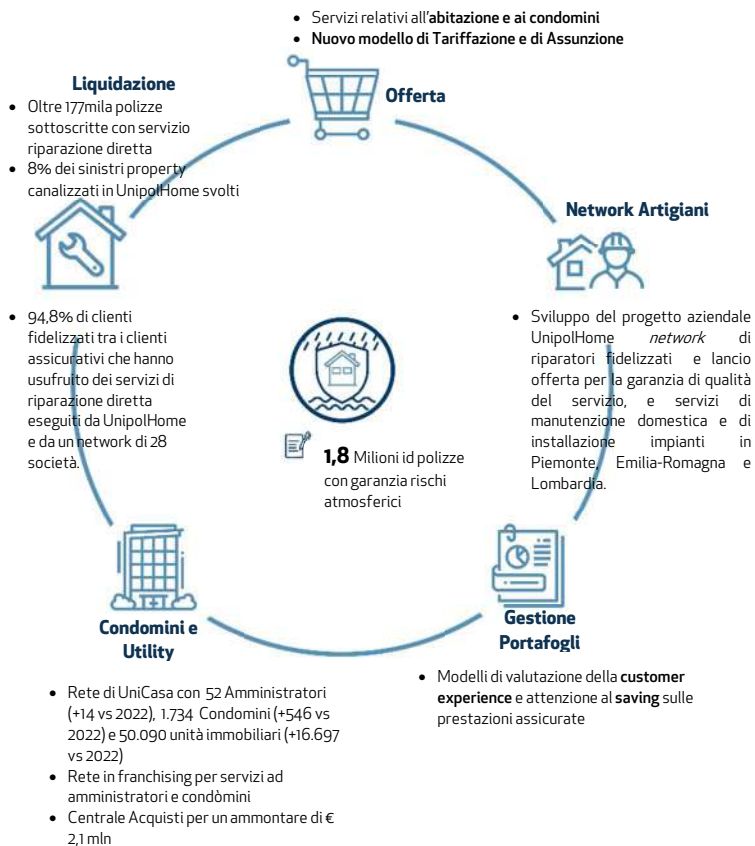 • Servizi relativi all'abitazione e ai condomini
• Nuovo modello di Tariffazione e di Assunzione
Offerta
Liquidazione
• Oltre 177mila polizze
sottoscritte con servizio
riparazione diretta
• 8% dei sinistri property
canalizzati in UnipolHome svolti
• 94,8% di clienti
fidelizzati tra i clienti
assicurativi che hanno
usufruito dei servizi di
riparazione diretta
eseguiti da UnipolHome
e da un network di 28
società.
Network Artigiani
• Sviluppo del progetto aziendale
UnipolHome network di
riparatori fidelizzati e lancio
offerta per la garanzia di qualità
del servizio, e servizi di
manutenzione domestica e di
installazione impianti in
Piemonte, Emilia-Romagna e
Lombardia.
1,8 Milioni id polizze
con garanzia rischi
atmosferici
Condomini e
Utility
• Rete di UniCasa con 52 Amministratori
(+14 vs 2022), 1.734 Condomini (+546 vs
2022) e 50.090 unità immobiliari (+16.697
vs 2022)
• Rete in franchising per servizi ad
amministratori e condòmini
• Centrale Acquisti per un ammontare di €
2,1 mln
Gestione
Portafogli
• Modelli di valutazione della customer
experience e attenzione al saving sulle
prestazioni assicurate